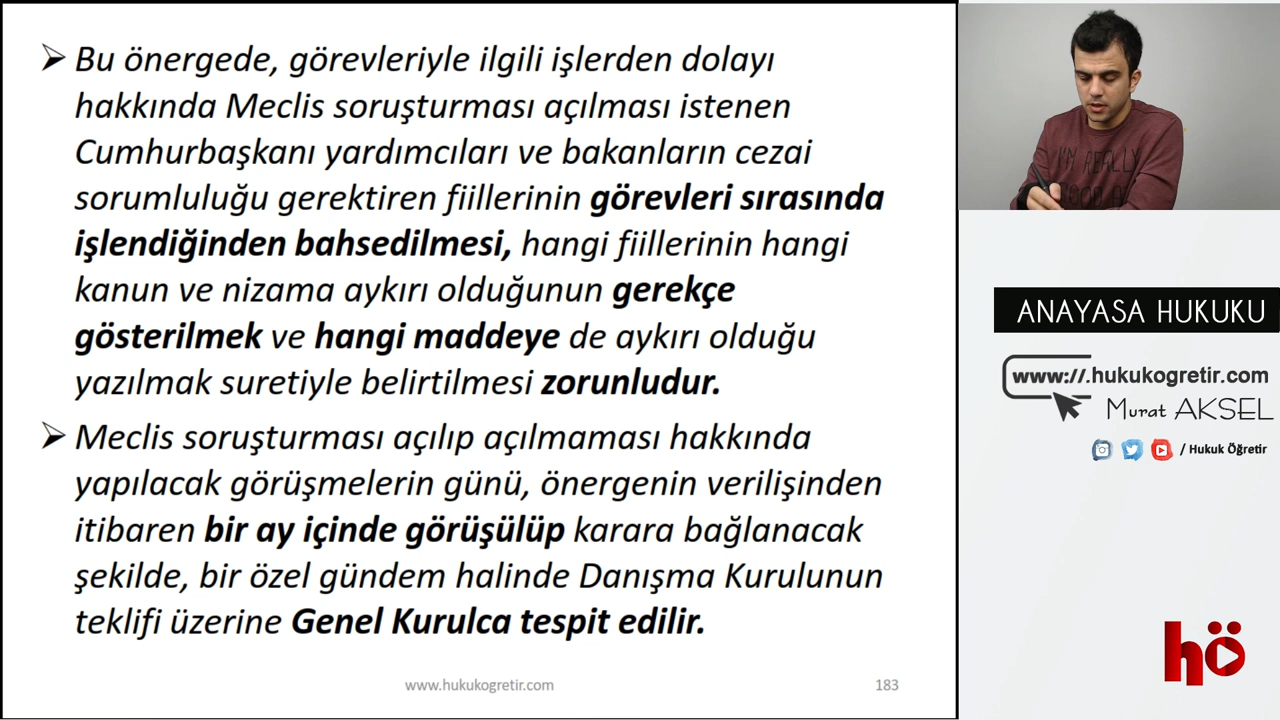 Bu önergede, görevleriyle ilgili işlerden dolayı
hakkında Meclis soruşturması açılması istenen
Cumhurbaşkanı yardımcıları ve bakanların cezai
sorumluluğu gerektiren fiillerinin görevleri sırasında
işlendiğinden bahsedilmesi, hangi fiillerinin hangi
kanun ve nizama aykırı olduğunun gerekçe
gösterilmek ve hangi maddeye de aykırı olduğu
yazılmak suretiyle belirtilmesi zorunludur.
Meclis soruşturması açılıp açılmaması hakkında
yapılacak görüşmelerin günü, önergenin verilişinden
itibaren bir ay içinde görüşülüp karara bağlanacak
şekilde, bir özel gündem halinde Danışma Kurulunun
teklifi üzerine Genel Kurulca tespit edilir.
www.hukukogretir.com
183
I'M REALLY
GOOD AT
ANAYASA HUKUKU
www://.hukukogretir.com
Murat AKSEL
/ Hukuk Öğretir
hö